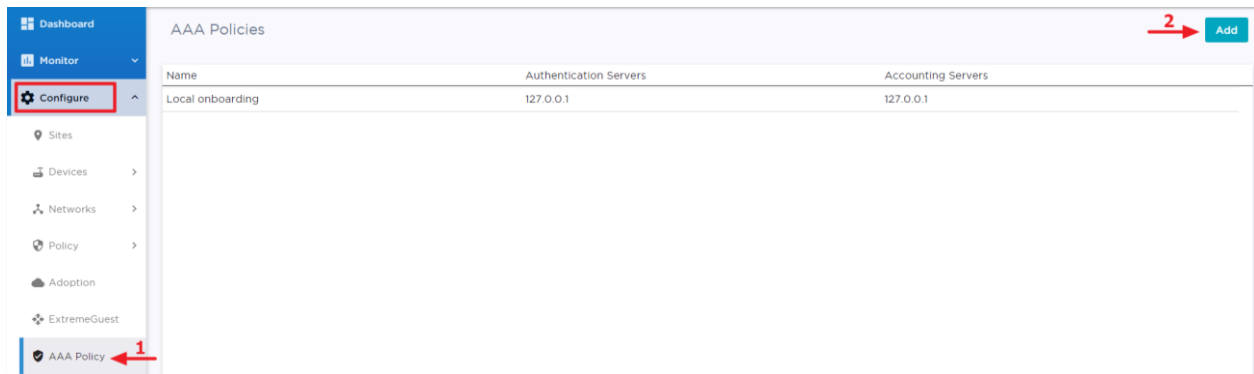 Dashboard
AAA Policies
2
Add
Monitor
Name Authentication Servers Accounting Servers
Configure
Local onboarding 127.0.0.1 127.0.0.1
Sites
Devices
Networks
Policy
Adoption
ExtremeGuest
AAA Policy
1